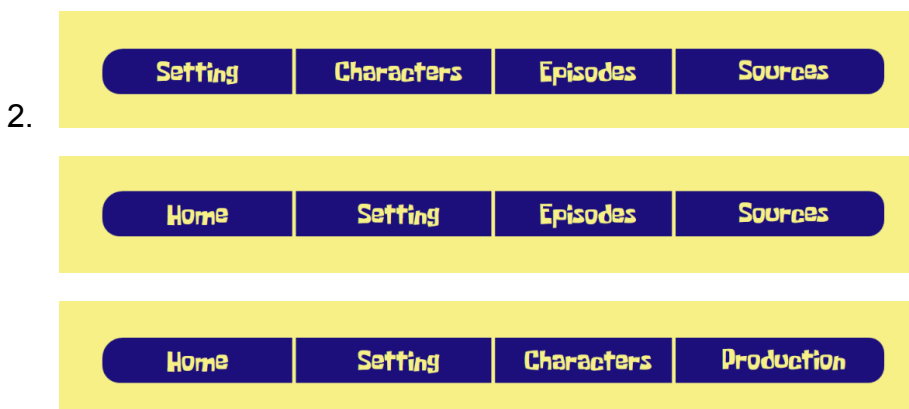 Setting Characters Episodes Sources
2.
Home Setting Episodes Sources
Home Setting Characters Production